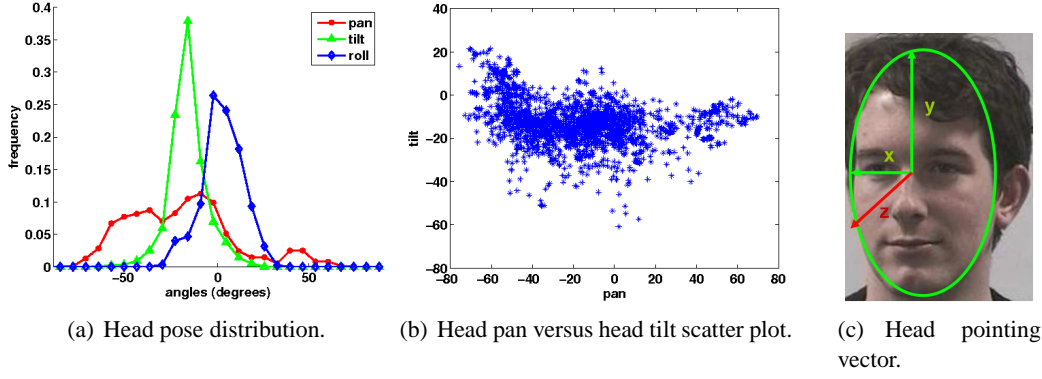 0.4
0.35
0.3
0.25
0.2
0.15
0.1
0.05
0
frequency
pan
tilt
roll
−50
0
50
angles (degrees)
(a) Head pose distribution.
40
20
0
−20
−40
−60
−80
tilt
−80
−60
−40
−20
0
20
40
60
80
pan
(b) Head pan versus head tilt scatter plot.
y
x
z
(c) Head pointing
vector.